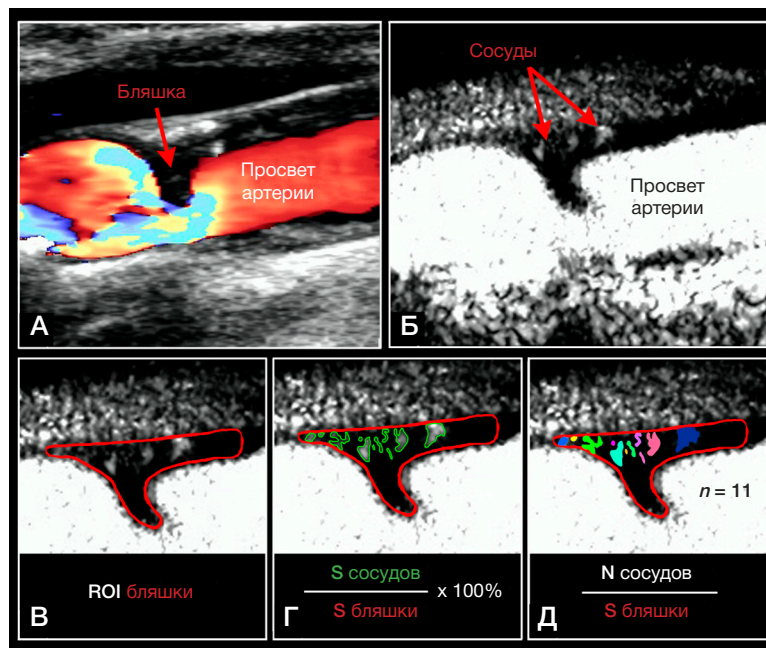 Бляшка
Просвет
артерии
А
Сосуды
Просвет
артерии
Б
ROI бляшки
В
S сосудов
x 100%
S бляшки
Г
n = 11
N сосудов
S бляшки
Д